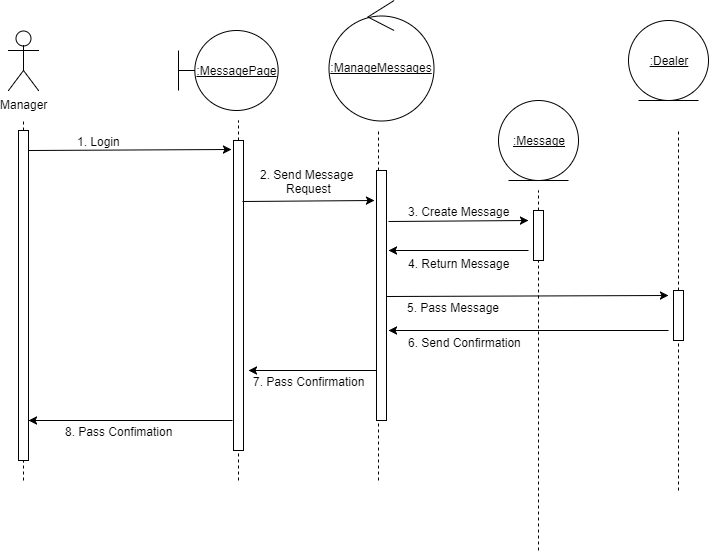 :MessagePage
:ManageMessages
:Dealer
Manager
:Message
1. Login
2. Send Message
Request
3. Create Message
4. Return Message
5. Pass Message
6. Send Confirmation
7. Pass Confirmation
8. Pass Confimation